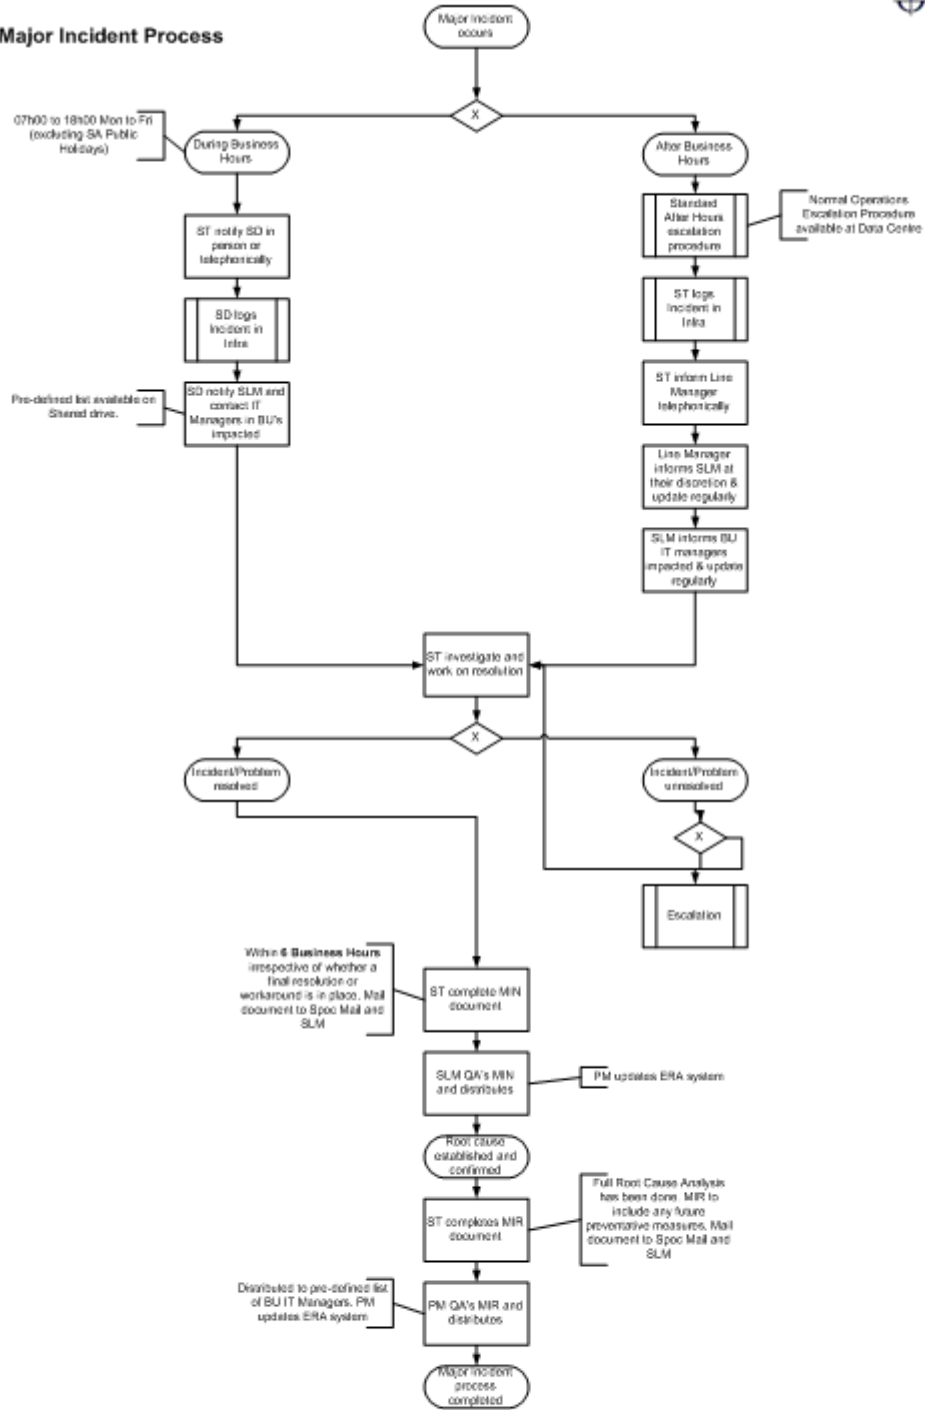 Major Incident Process
Major Incident
occurs
X
07h00 to 18h00 Mon to Fri
(excluding SA Public
Holidays)
During Business
Hours
After Business
Hours
ST notify SD in
person or
telephonically
Standard
After Hours
escalation
procedure
Normal Operations
Escalation Procedure
available at Data Centre
SD logs
Incident in
Infra
ST logs
Incident in
Infra
Pre-defined list available on
Shared drive.
SD notify SLM and
contact IT
Managers in BU's
impacted
ST inform Line
Manager
telephonically
Line Manager
informs SLM at
their discretion &
update regularly
SLM informs BU
IT managers
impacted & update
regularly
ST investigate and
work on resolution
X
Incident/Problem
resolved
Incident/Problem
unresolved
X
Escalation
Within 6 Business Hours
irrespective of whether a
final resolution or
workaround is in place. Mail
document to Spoc Mail and
SLM
ST complete MIN
document
SLM QA's MIN
and distributes
PM updates ERA system
Root cause
established and
confirmed
Full Root Cause Analysis
has been done. MIR to
include any future
preventative measures. Mail
document to Spoc Mail and
SLM
ST completes MIR
document
Distributed to pre-defined list
of BU IT Managers. PM
updates ERA system
PM QA's MIR and
distributes
Major Incident
process
completed